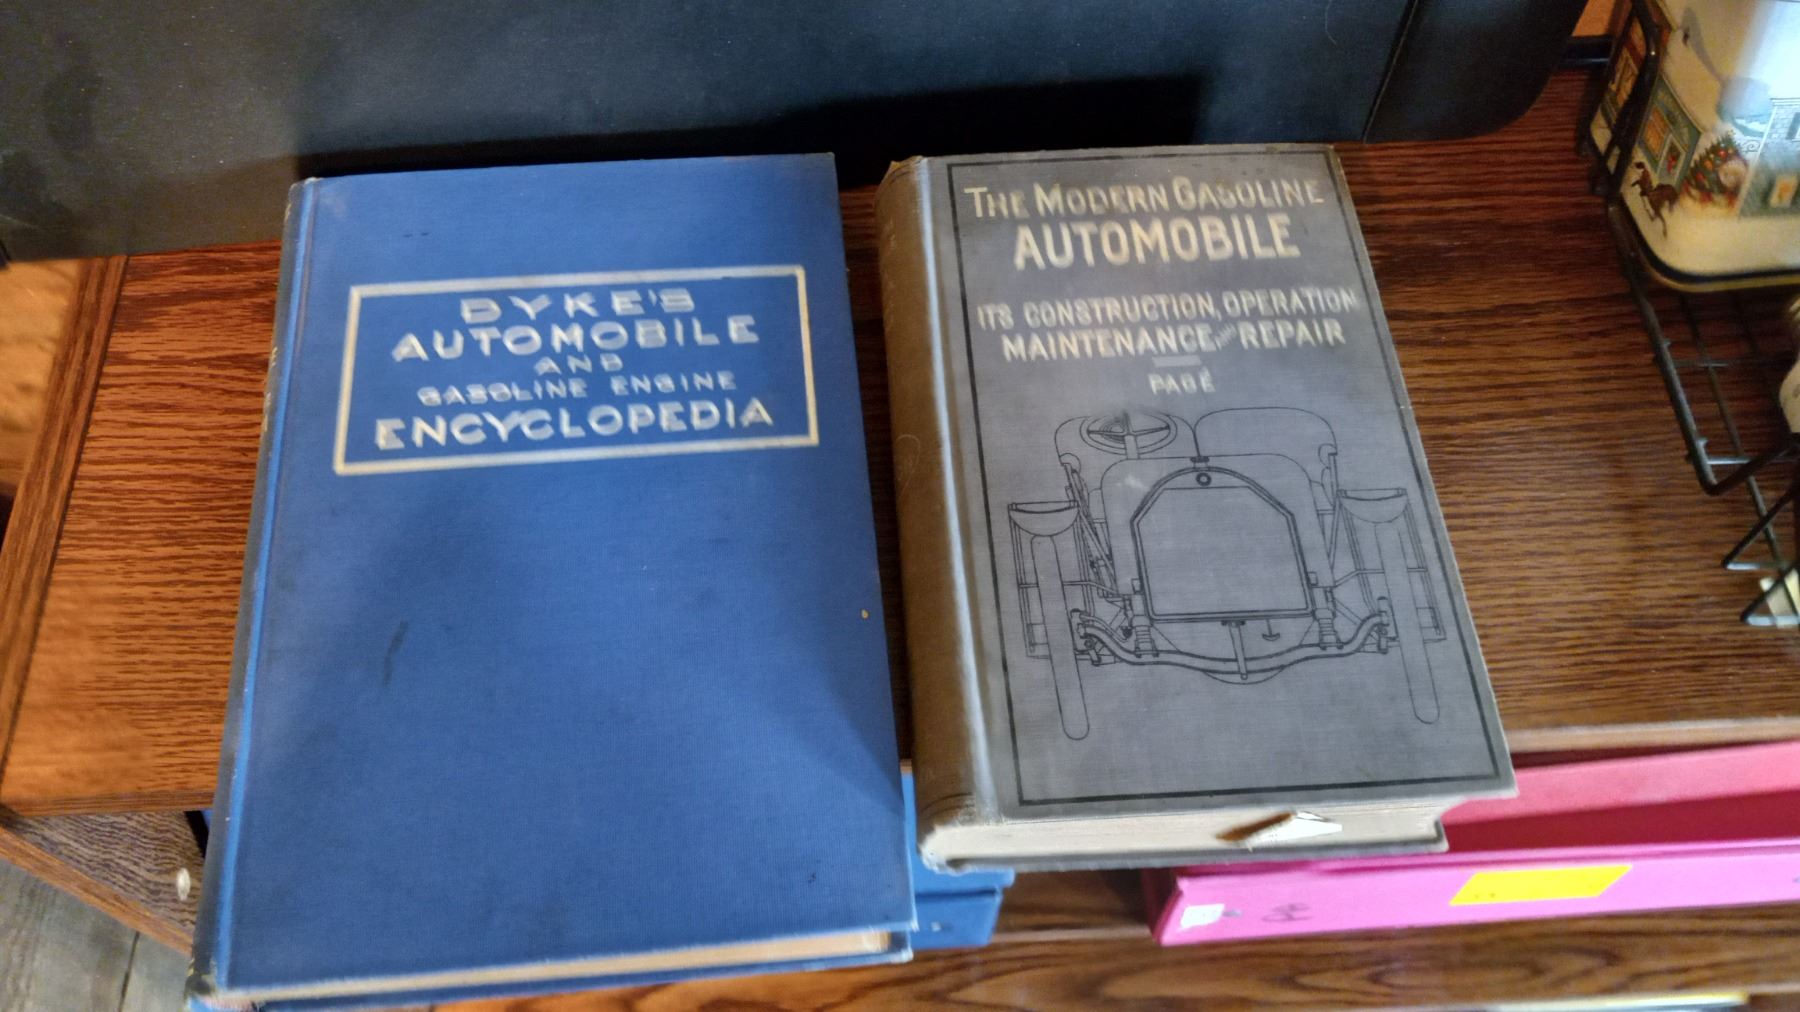 DYKE'S
AUTOMOBILE
AND
GASOLINE ENGINE
ENCYCLOPEDIA
THE MODERN GASOLINE
AUTOMOBILE
ITS CONSTRUCTION, OPERATION
MAINTENANCE AND REPAIR
PAGÉ